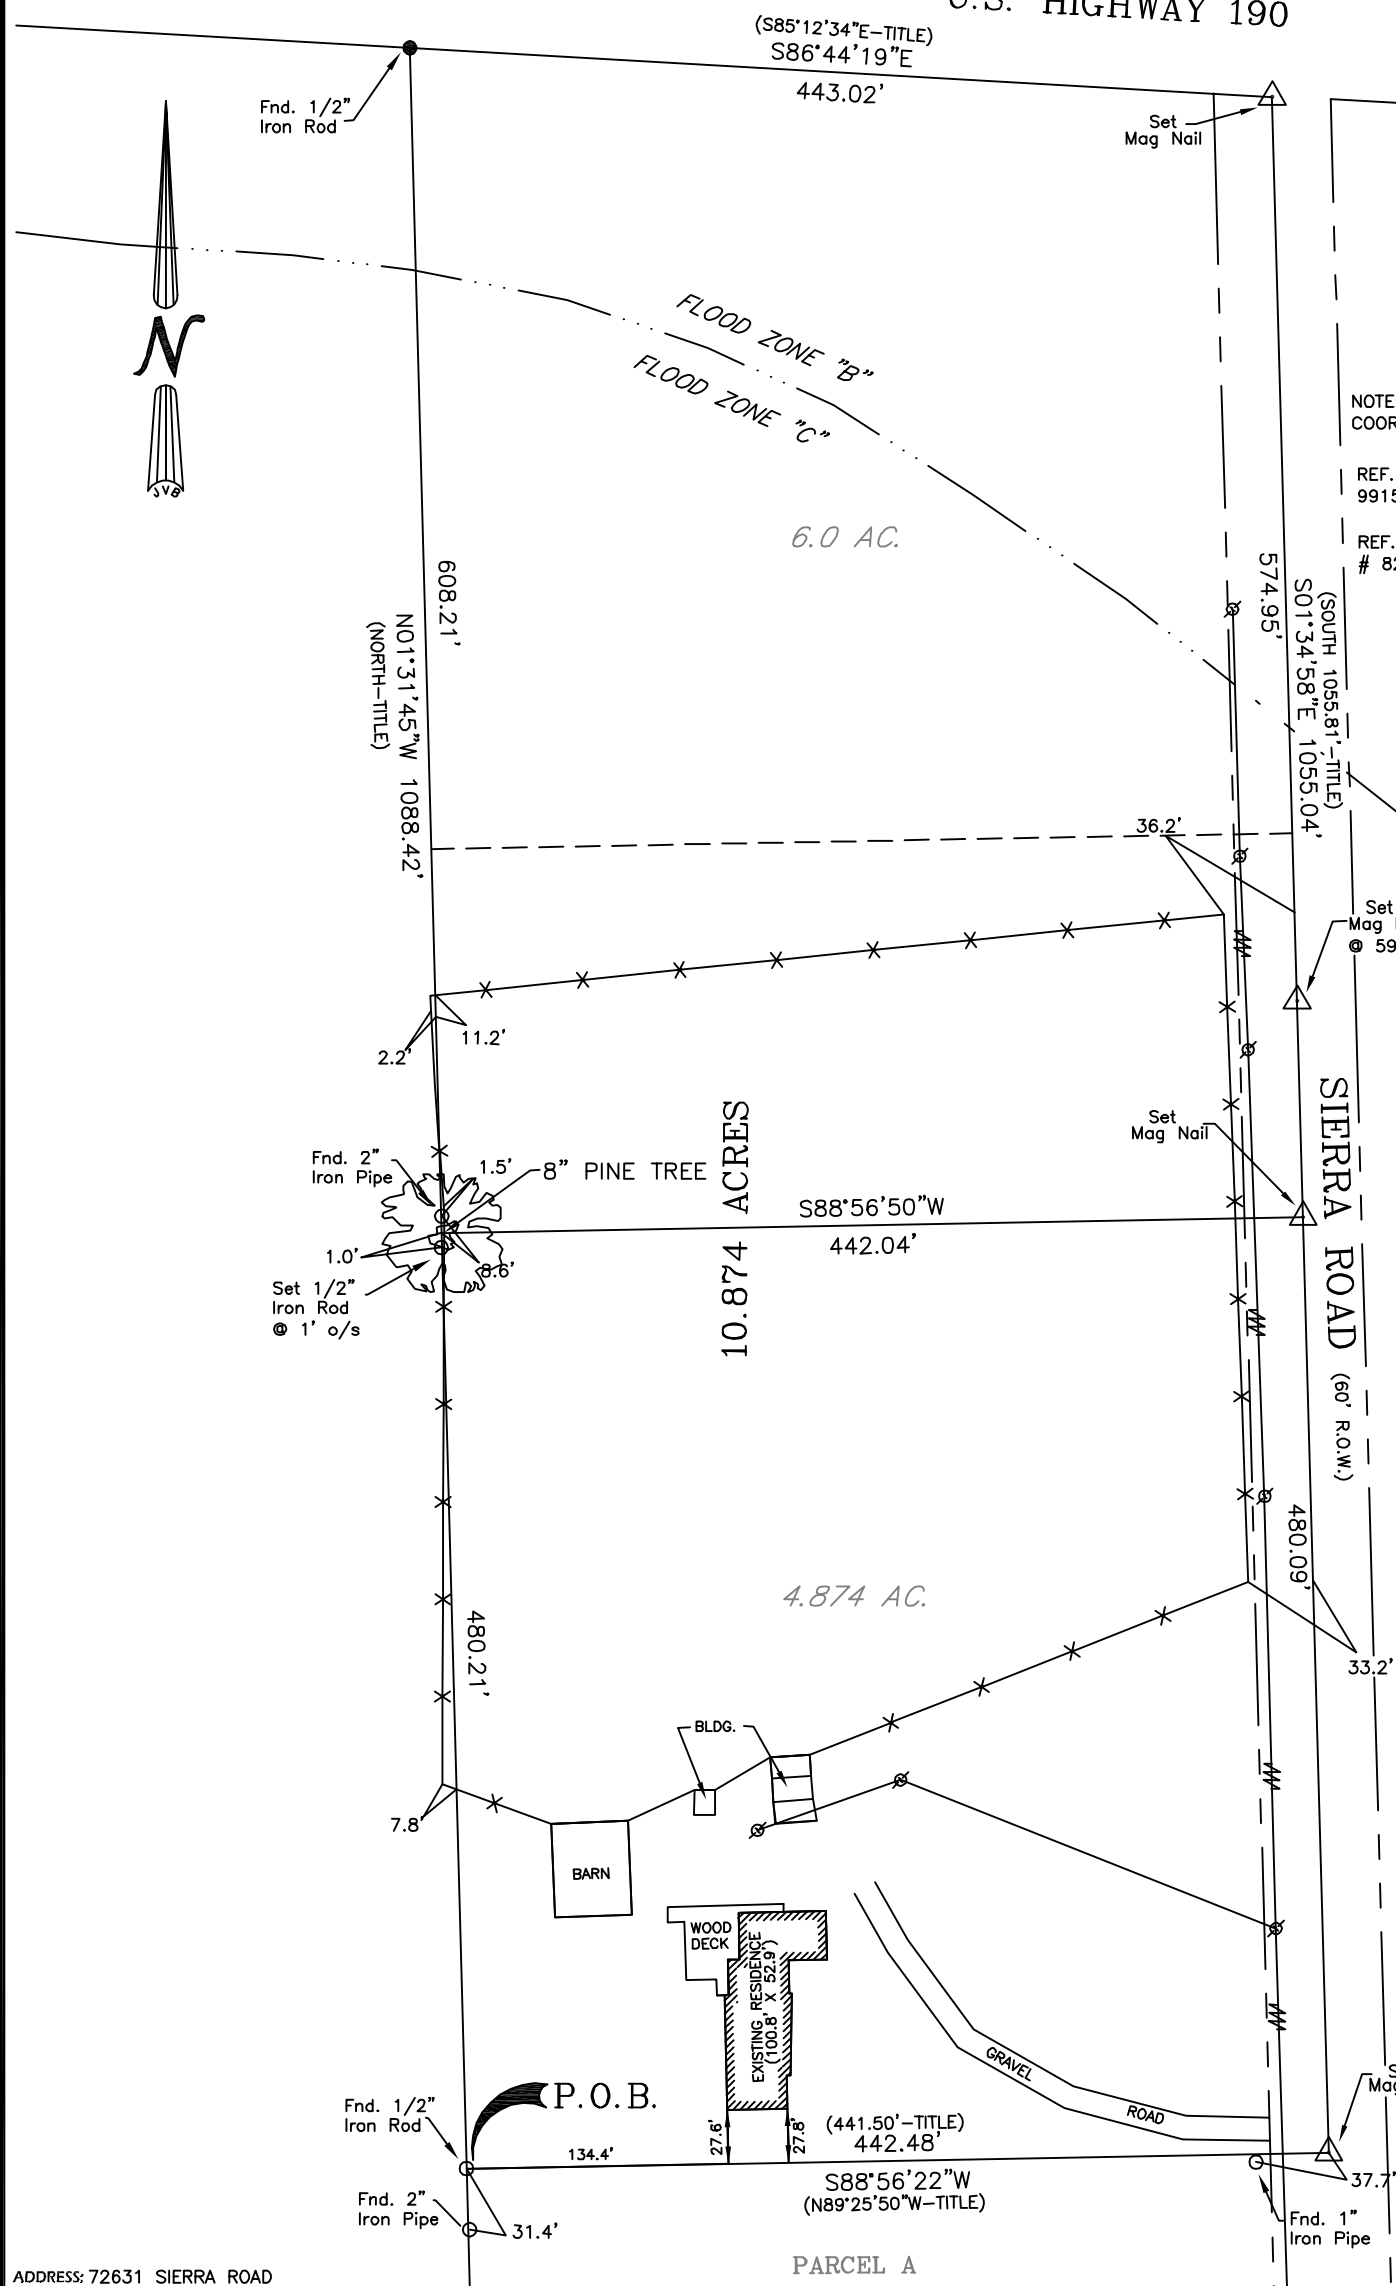 U.S. HIGHWAY 190
(S85°12'34"E-TITLE)
S86°44'19"E
443.02'
Fnd. 1/2"
Iron Rod
Set
Mag Nail
N
JVB
FLOOD ZONE "B"
FLOOD ZONE "C"
NOTE
COOR
REF.
9915
REF.
# 82
6.0 AC.
608.21'
N01°31'45"W 1088.42'
(NORTH-TITLE)
574.95'
(SOUTH 1055.81'-TITLE)
S01°34'58"E 1055.04'
36.2'
Set
Mag
@ 59
2.2'
11.2'
10.874 ACRES
SIERRA ROAD (60' R.O.W.)
Set
Mag Nail
Fnd. 2"
Iron Pipe
1.5'
8" PINE TREE
S88°56'50"W
442.04'
1.0'
8.6'
Set 1/2"
Iron Rod
@ 1' o/s
480.09'
4.874 AC.
480.21'
33.2'
BLDG.
7.8'
BARN
WOOD
DECK
EXISTING RESIDENCE
(100.8' X 52.9')
GRAVEL
ROAD
P.O.B.
Fnd. 1/2"
Iron Rod
27.6'
27.8'
S
Mag
(441.50'-TITLE)
442.48'
134.4'
S88°56'22"W
(N89°25'50"W-TITLE)
37.7'
Fnd. 2"
Iron Pipe
31.4'
Fnd. 1"
Iron Pipe
PARCEL A
ADDRESS: 72631 SIERRA ROAD